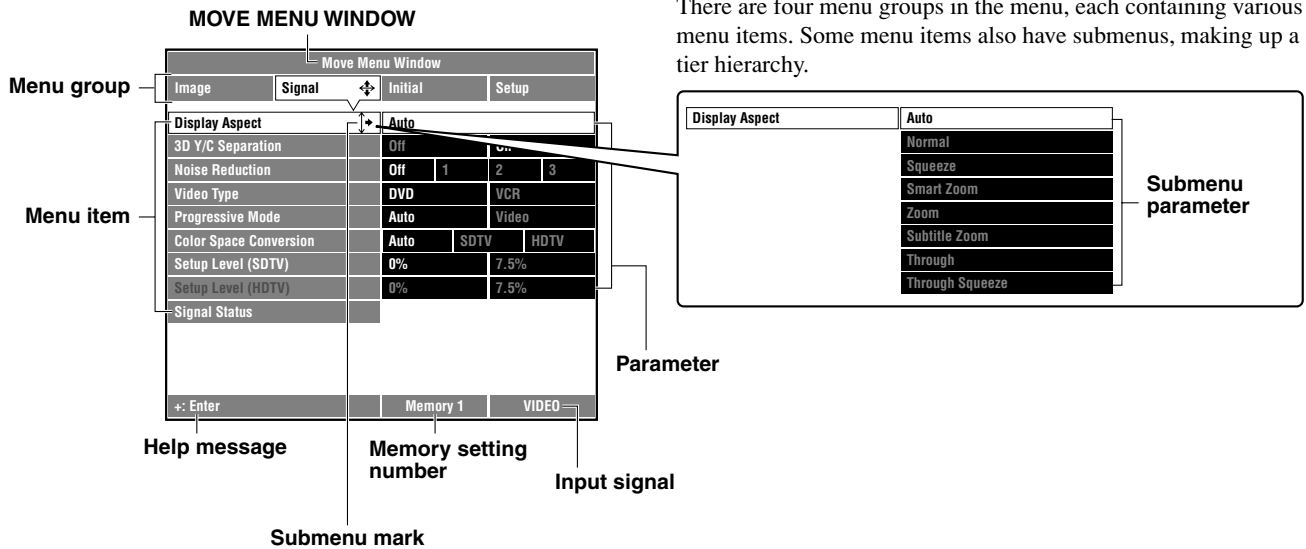 MOVE MENU WINDOW
There are four menu groups in the menu, each containing various
menu items. Some menu items also have submenus, making up a
tier hierarchy.
Move Menu Window
Menu group
Image Signal Initial Setup
Display Aspect Auto
3D Y/C Separation Off On
Noise Reduction Off 1 2 3
Video Type DVD VCR
Menu item
Progressive Mode Auto Video
Color Space Conversion Auto SDTV HDTV
Setup Level (SDTV) 0% 7.5%
Setup Level (HDTV) 0% 7.5%
Signal Status
Parameter
+: Enter Memory 1 VIDEO
Help message
Memory setting
number
Input signal
Submenu mark
Display Aspect Auto
Normal
Squeeze
Smart Zoom
Zoom
Subtitle Zoom
Through
Through Squeeze
Submenu
parameter